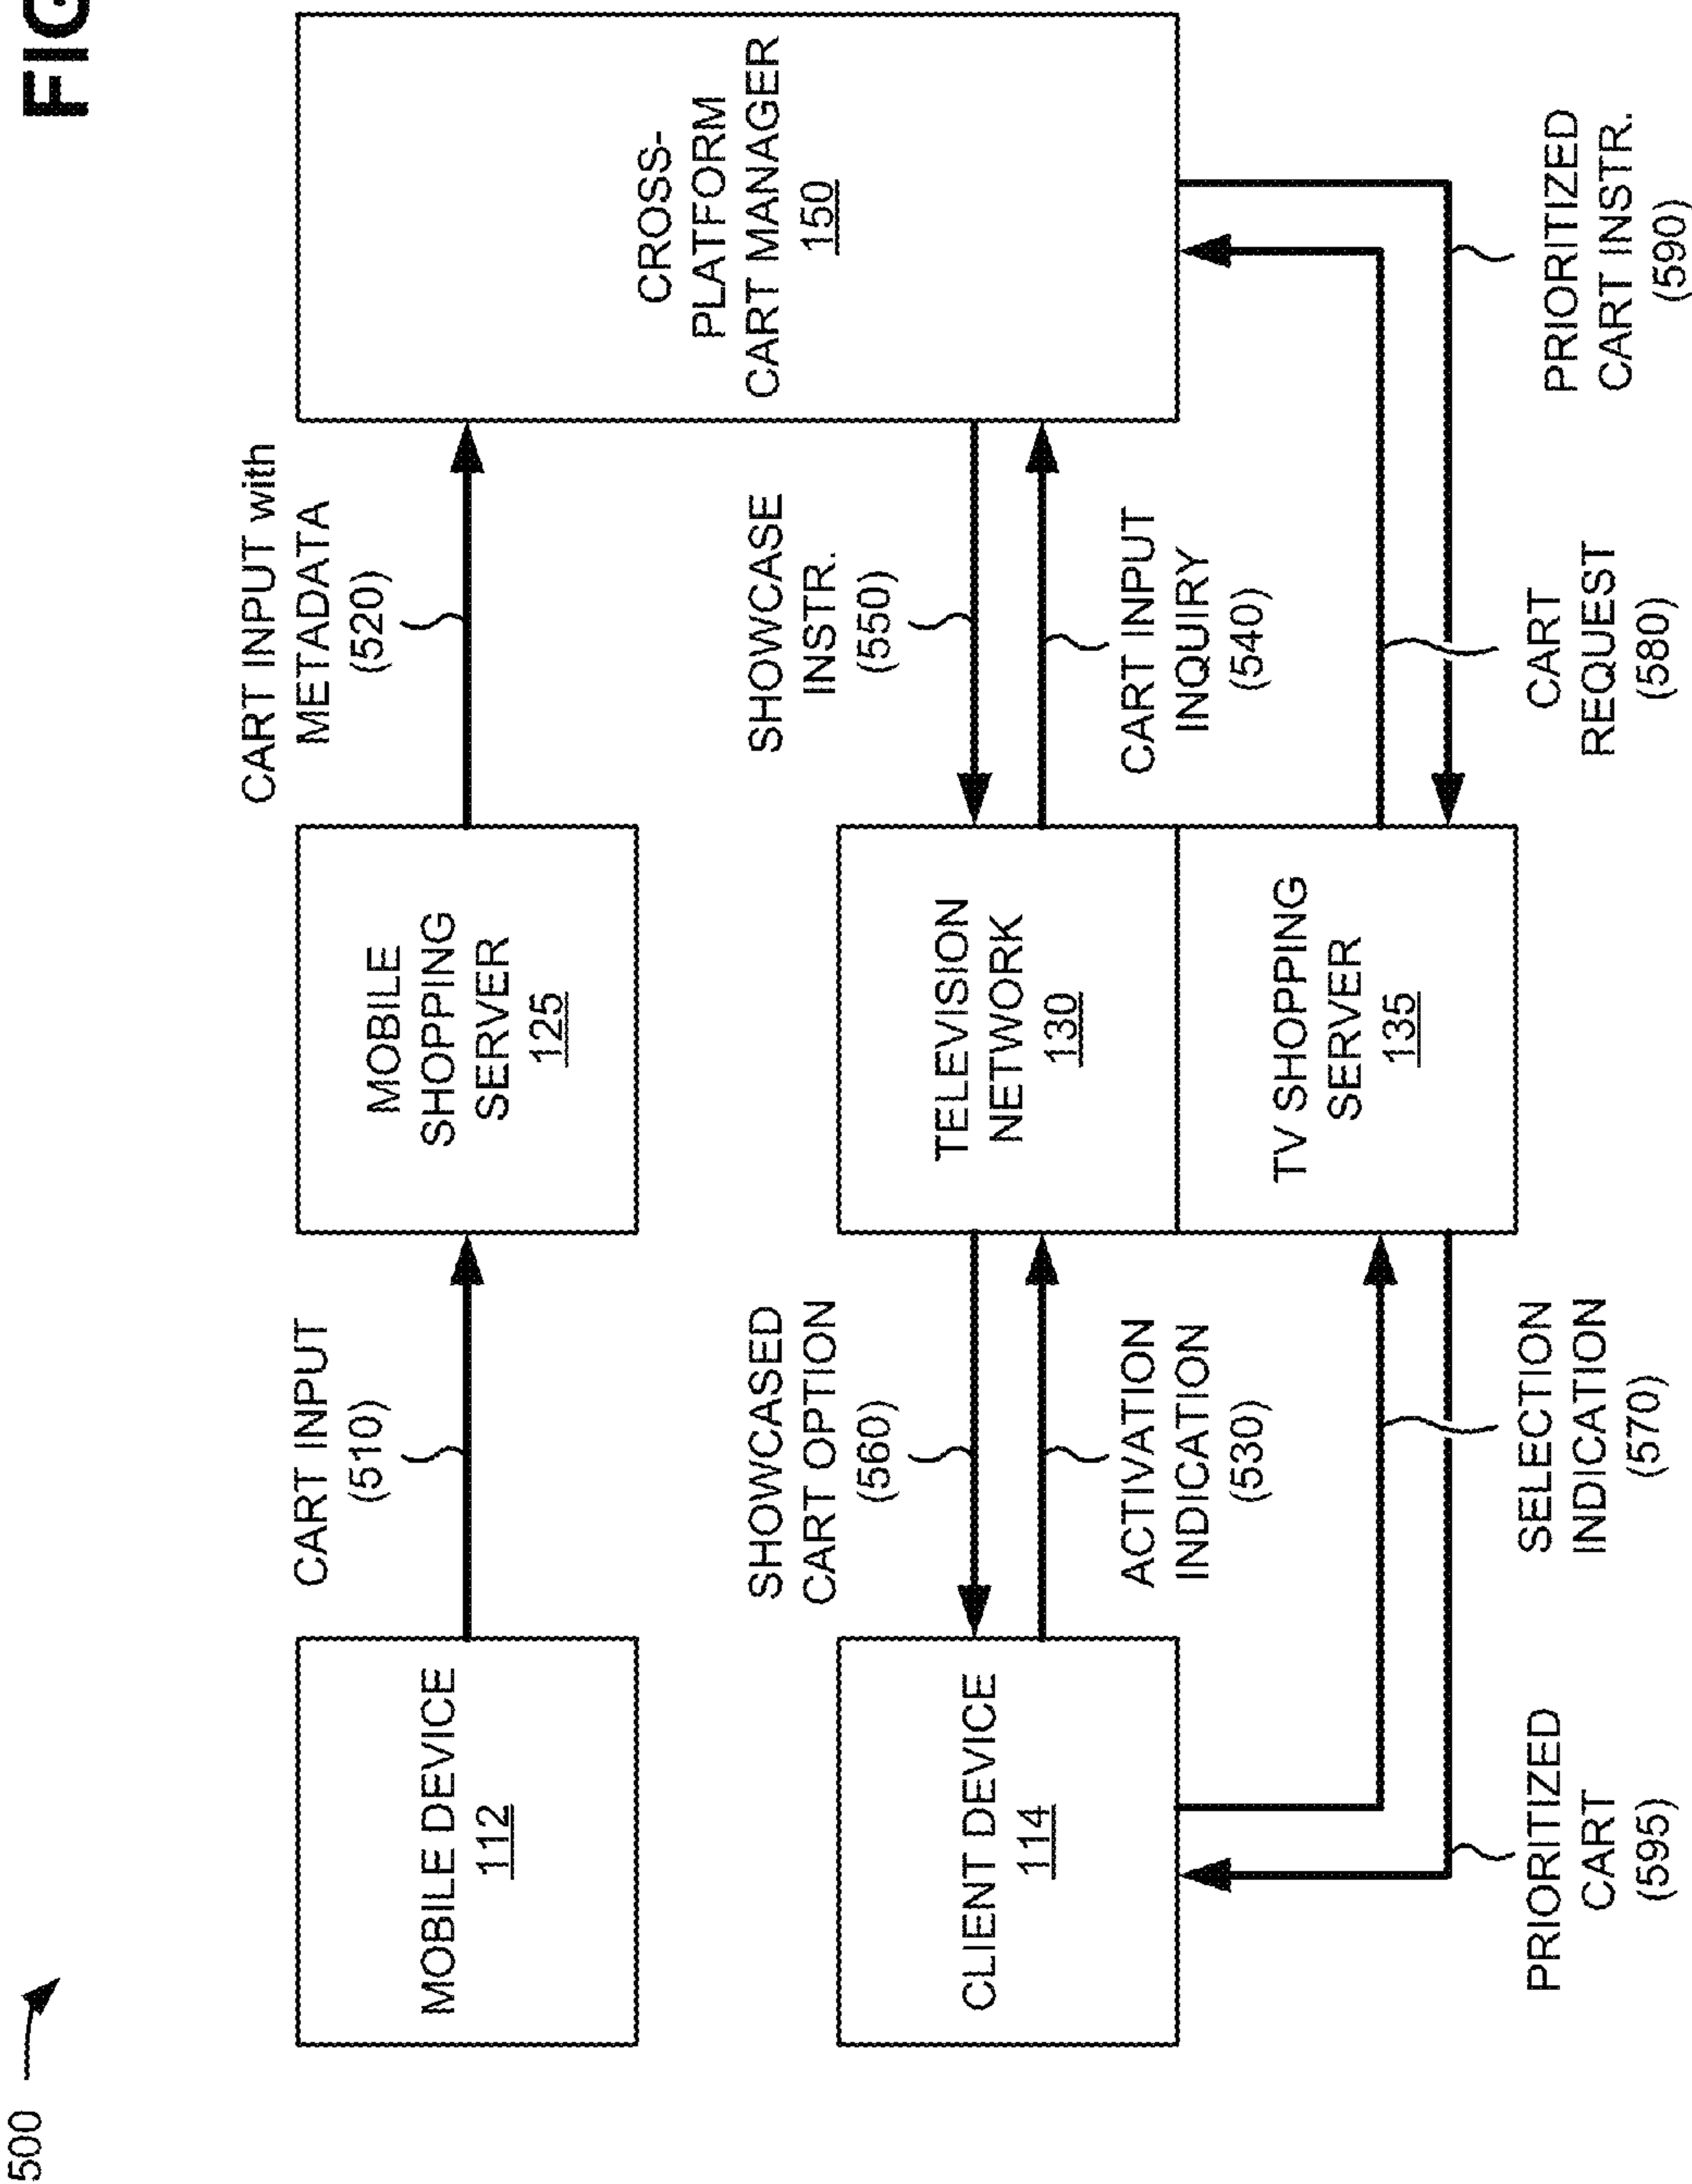 500
FIG
MOBILE DEVICE
112
CART INPUT
(510)
MOBILE
SHOPPING
SERVER
125
CART INPUT with
METADATA
(520)
CROSS-
PLATFORM
CART MANAGER
150
CLIENT DEVICE
114
SHOWCASED
CART OPTION
(560)
ACTIVATION
INDICATION
(530)
TELEVISION
NETWORK
130
SHOWCASE
INSTR.
(550)
CART INPUT
INQUIRY
(540)
TV SHOPPING
SERVER
135
PRIORITIZED
CART
(595)
SELECTION
INDICATION
(570)
CART
REQUEST
(580)
PRIORITIZED
CART INSTR.
(590)